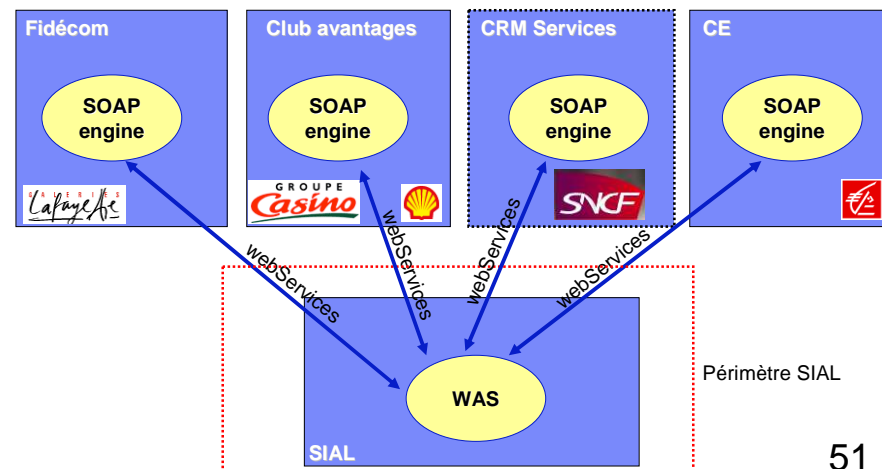 Fidécom
Club avantages
CRM Services
CE
SOAP
engine
SOAP
engine
SOAP
engine
SOAP
engine
GALERIES
Lafayette
GROUPE
Casino
SNCF
webServices
webServices
webServices
webServices
Périmètre SIAL
WAS
SIAL
51